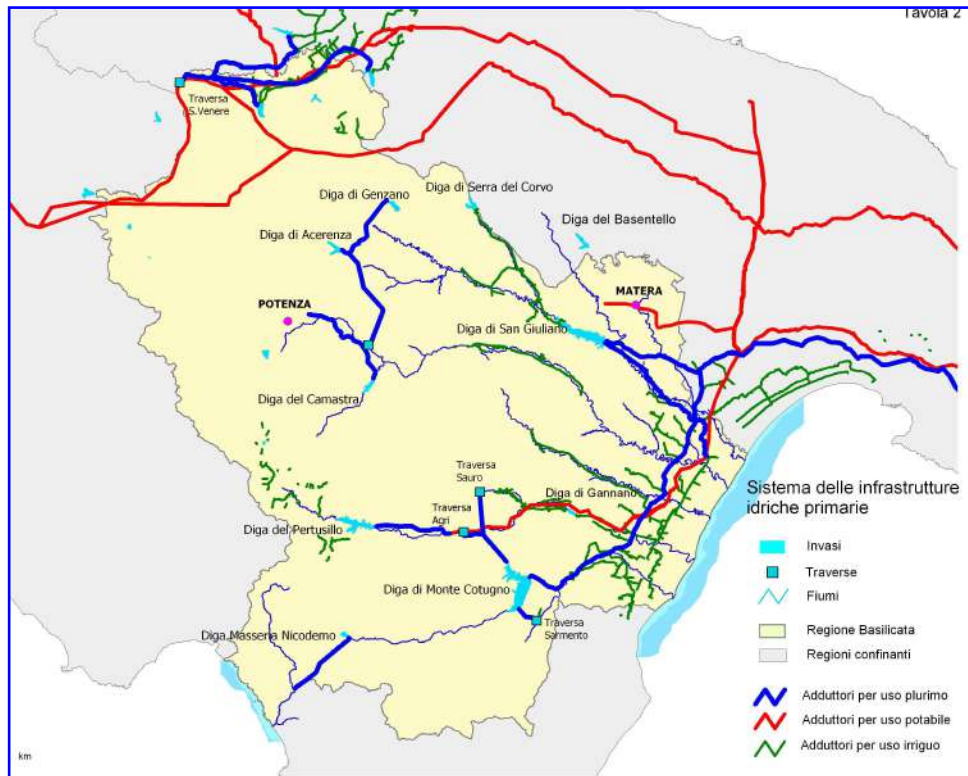 Tavola 2
Traversa
S.Venere
Diga di Genzano
Diga di Serra del Corvo
Diga del Basentello
Diga di Acerenza
MATERA
POTENZA
Diga di San Giuliano
Diga del Camastra
Traversa
Sauro
Diga di Gannano
Traversa
Agri
Diga del Pertusillo
Diga di Monte Cotugno
Traversa
Sarmento
Diga Masseria Nicodemo
Sistema delle infrastrutture
idriche primarie
Invasi
Traverse
Fiumi
Regione Basilicata
Regioni confinanti
Adduttori per uso plurimo
Adduttori per uso potabile
Adduttori per uso irriguo
km